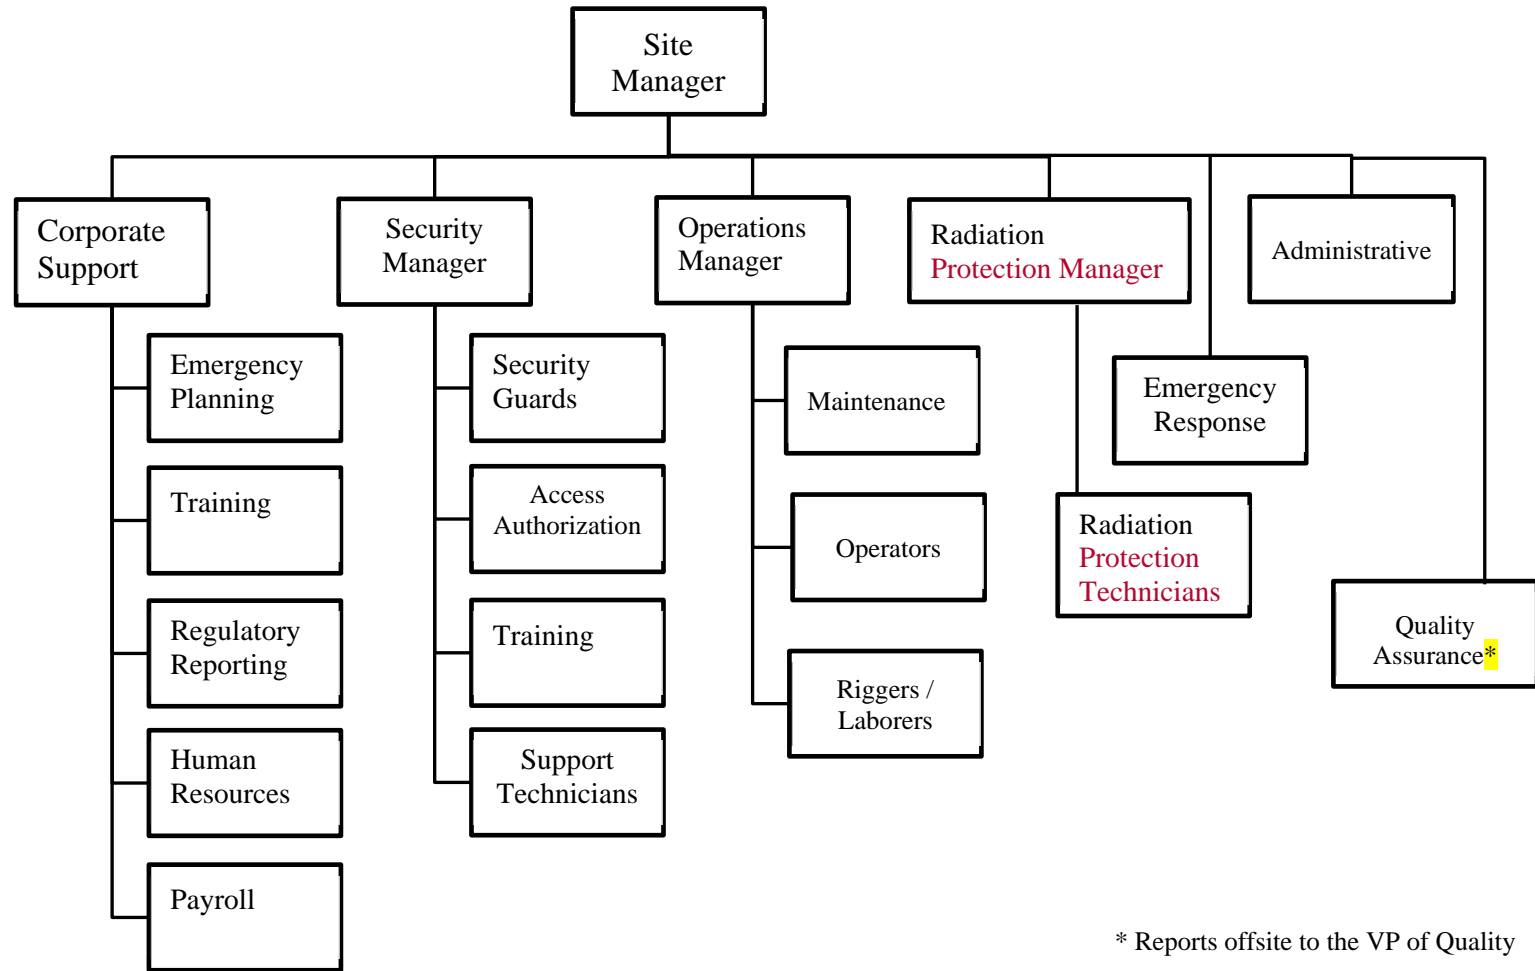 Site
Manager
Corporate
Support
Security
Manager
Operations
Manager
Radiation
Protection Manager
Administrative
Emergency
Planning
Training
Regulatory
Reporting
Human
Resources
Payroll
Security
Guards
Access
Authorization
Training
Support
Technicians
Maintenance
Operators
Riggers /
Laborers
Radiation
Protection
Technicians
Emergency
Response
Quality
Assurance*
* Reports offsite to the VP of Quality